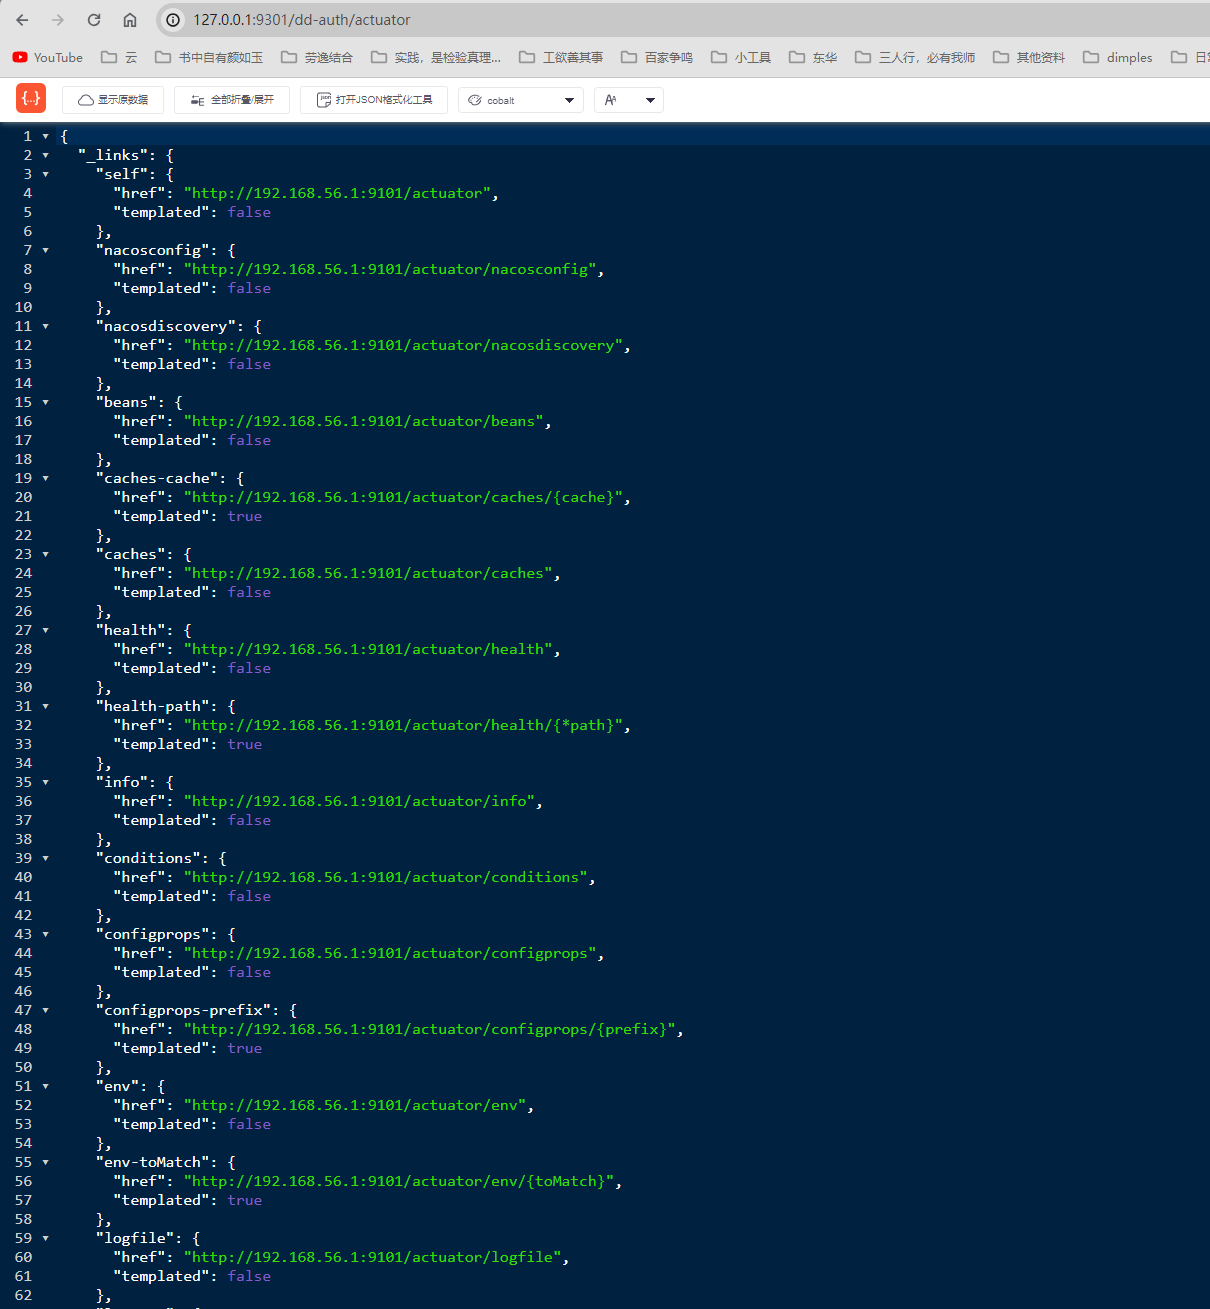 127.0.0.1:9301/dd-auth/actuator
YouTube 云 书中自有颜如玉 劳逸结合 实践，是检验真理... 工欲善其事 百家争鸣 小工具 东华 三人行，必有我师 其他资料 dimples
{..} 显示原数据 全部折叠/展开 打开JSON格式化工具 cobalt
1 {
2 "_links": {
3 "self": {
4 "href": "http://192.168.56.1:9101/actuator",
5 "templated": false
6 },
7 "nacosconfig": {
8 "href": "http://192.168.56.1:9101/actuator/nacosconfig",
9 "templated": false
10 },
11 "nacosdiscovery": {
12 "href": "http://192.168.56.1:9101/actuator/nacosdiscovery",
13 "templated": false
14 },
15 "beans": {
16 "href": "http://192.168.56.1:9101/actuator/beans",
17 "templated": false
18 },
19 "caches-cache": {
20 "href": "http://192.168.56.1:9101/actuator/caches/{cache}",
21 "templated": true
22 },
23 "caches": {
24 "href": "http://192.168.56.1:9101/actuator/caches",
25 "templated": false
26 },
27 "health": {
28 "href": "http://192.168.56.1:9101/actuator/health",
29 "templated": false
30 },
31 "health-path": {
32 "href": "http://192.168.56.1:9101/actuator/health/{*path}",
33 "templated": true
34 },
35 "info": {
36 "href": "http://192.168.56.1:9101/actuator/info",
37 "templated": false
38 },
39 "conditions": {
40 "href": "http://192.168.56.1:9101/actuator/conditions",
41 "templated": false
42 },
43 "configprops": {
44 "href": "http://192.168.56.1:9101/actuator/configprops",
45 "templated": false
46 },
47 "configprops-prefix": {
48 "href": "http://192.168.56.1:9101/actuator/configprops/{prefix}",
49 "templated": true
50 },
51 "env": {
52 "href": "http://192.168.56.1:9101/actuator/env",
53 "templated": false
54 },
55 "env-toMatch": {
56 "href": "http://192.168.56.1:9101/actuator/env/{toMatch}",
57 "templated": true
58 },
59 "logfile": {
60 "href": "http://192.168.56.1:9101/actuator/logfile",
61 "templated": false
62 },